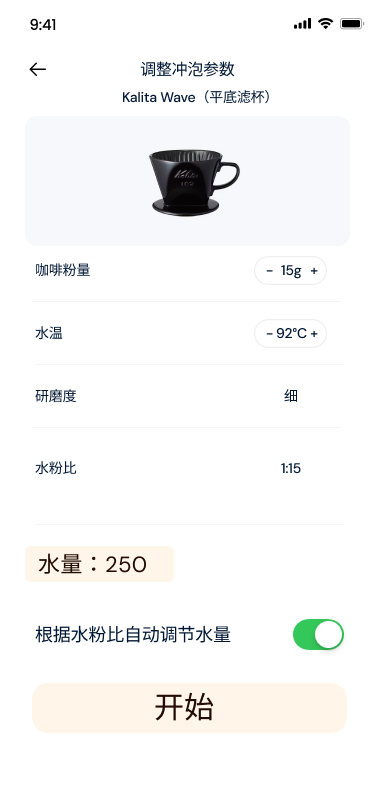 9:41
调整冲泡参数
Kalita Wave（平底滤杯）
Kalita
咖啡粉量
- 15g +
水温
- 92°C +
研磨度
细
水粉比
1:15
水量：250
根据水粉比自动调节水量
开始